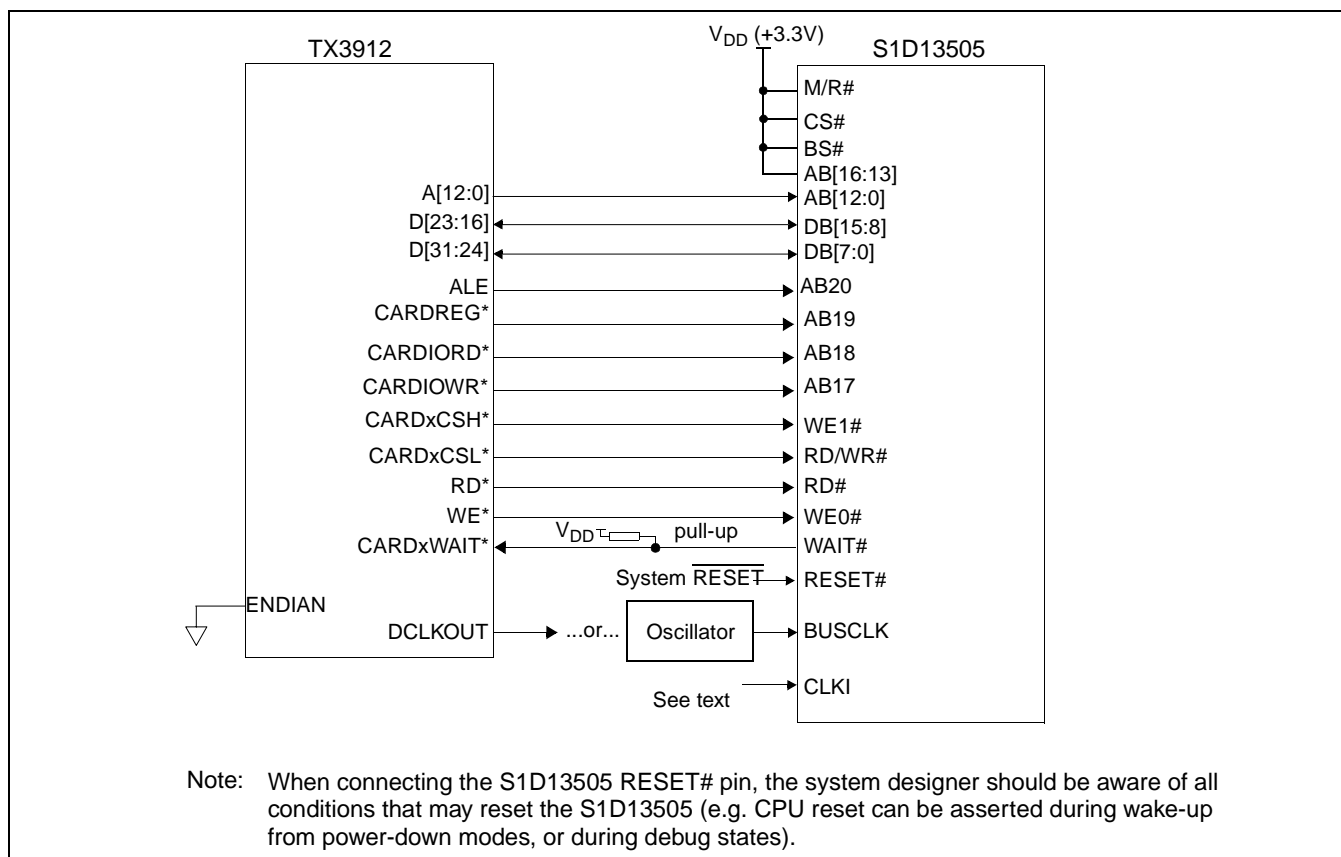 V_DD (+3.3V)
TX3912
S1D13505
M/R#
CS#
BS#
AB[16:13]
A[12:0]
AB[12:0]
D[23:16]
DB[15:8]
D[31:24]
DB[7:0]
ALE
AB20
CARDREG*
AB19
CARDIORD*
AB18
CARDIOWR*
AB17
CARDxCSH*
WE1#
CARDxCSL*
RD/WR#
RD*
RD#
WE*
WE0#
V_DD
pull-up
CARDxWAIT*
WAIT#
System RESET
RESET#
ENDIAN
DCLKOUT
...or...
Oscillator
BUSCLK
See text
CLKI
Note: When connecting the S1D13505 RESET# pin, the system designer should be aware of all
conditions that may reset the S1D13505 (e.g. CPU reset can be asserted during wake-up
from power-down modes, or during debug states).